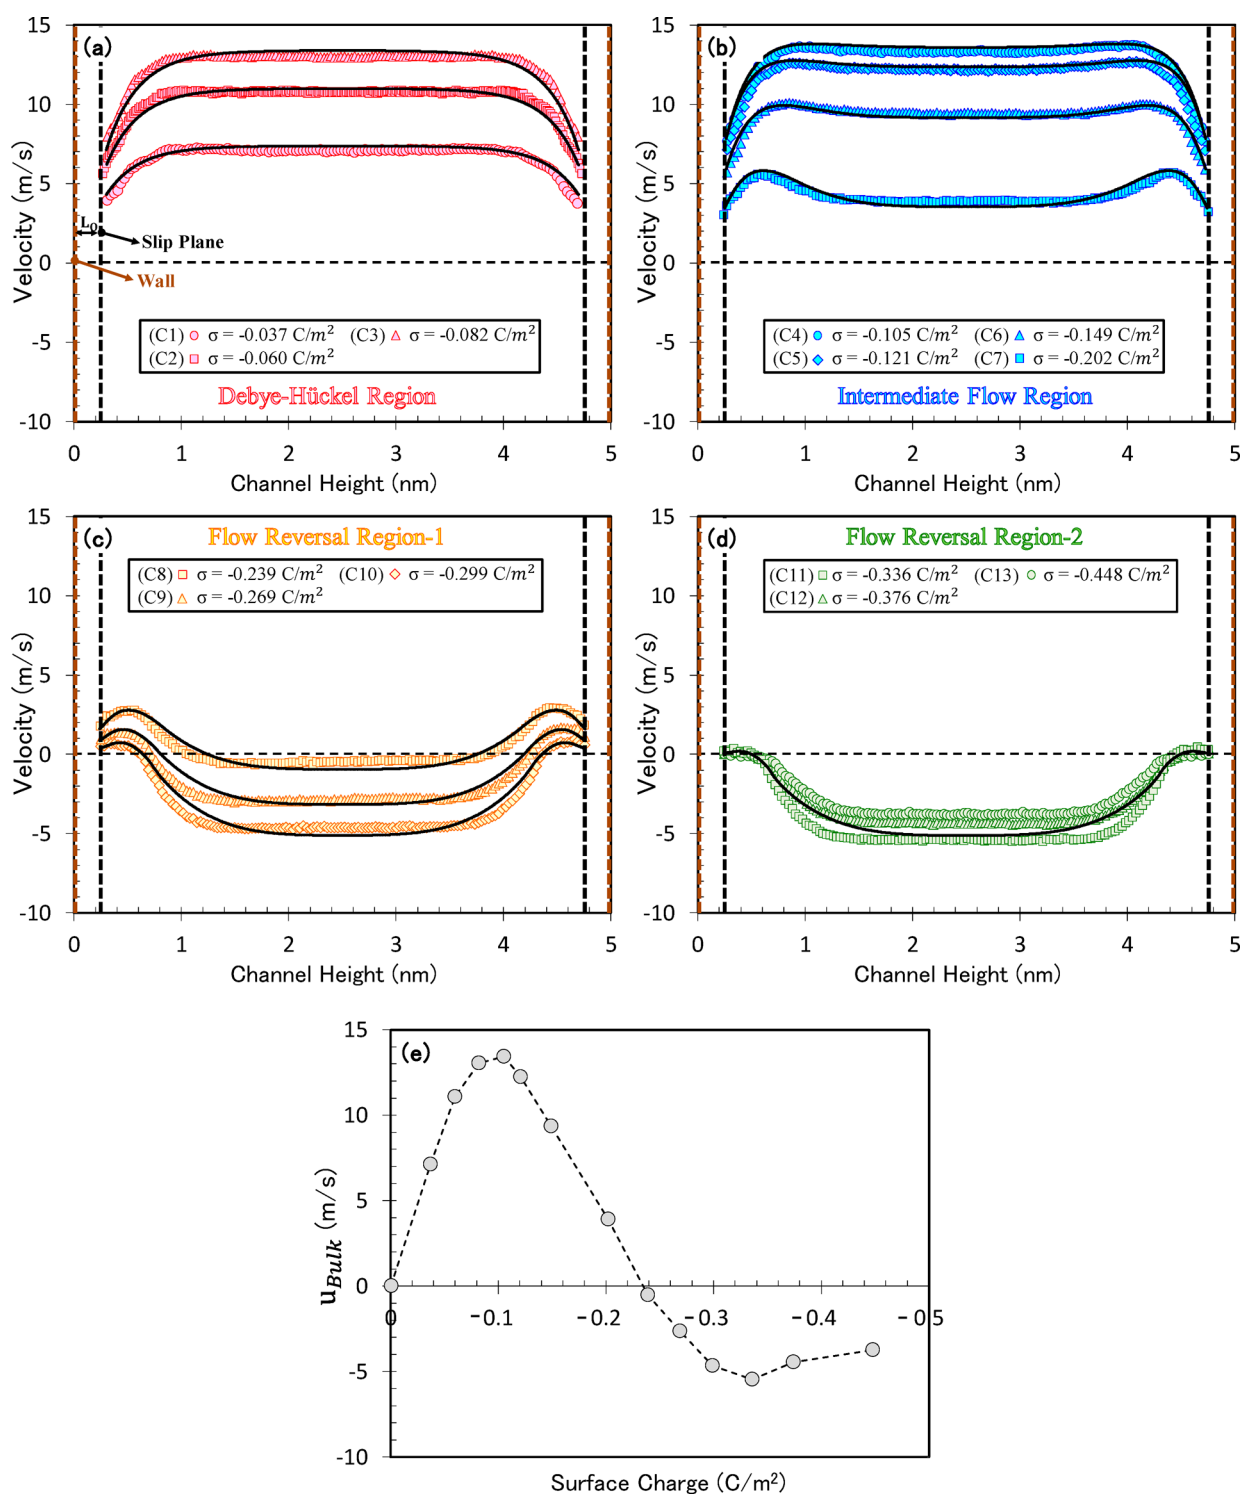 (a)
15
10
5
0
-5
-10
Velocity (m/s)
L₀
Slip Plane
Wall
(C1) σ = -0.037 C/m² (C3) σ = -0.082 C/m²
(C2) σ = -0.060 C/m²
Debye-Hückel Region
0 1 2 3 4 5
Channel Height (nm)
(b)
15
10
5
0
-5
-10
Velocity (m/s)
(C4) σ = -0.105 C/m² (C6) σ = -0.149 C/m²
(C5) σ = -0.121 C/m² (C7) σ = -0.202 C/m²
Intermediate Flow Region
0 1 2 3 4 5
Channel Height (nm)
(c) Flow Reversal Region-1
(C8) σ = -0.239 C/m² (C10) σ = -0.299 C/m²
(C9) σ = -0.269 C/m²
15
10
5
0
-5
-10
Velocity (m/s)
0 1 2 3 4 5
Channel Height (nm)
(d) Flow Reversal Region-2
(C11) σ = -0.336 C/m² (C13) σ = -0.448 C/m²
(C12) σ = -0.376 C/m²
15
10
5
0
-5
-10
Velocity (m/s)
0 1 2 3 4 5
Channel Height (nm)
(e)
15
10
5
0
-5
-10
u_Bulk (m/s)
0 -0.1 -0.2 -0.3 -0.4 -0.5
Surface Charge (C/m²)